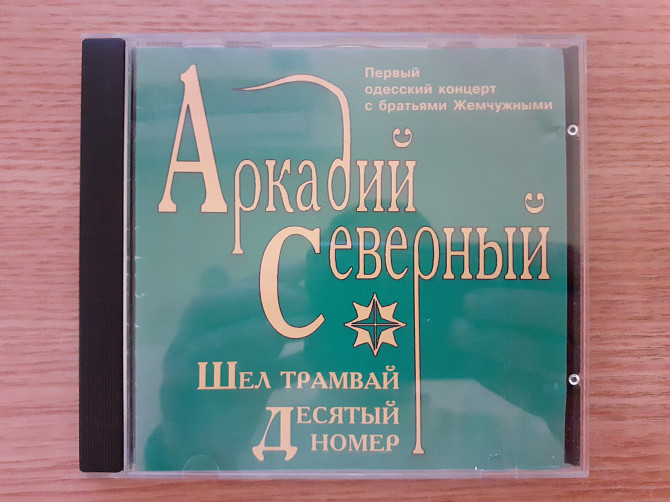 Первый
одесский концерт
с братьями Жемчужными
Аркадий
Северный
Шел трамвай
Десятый
номер